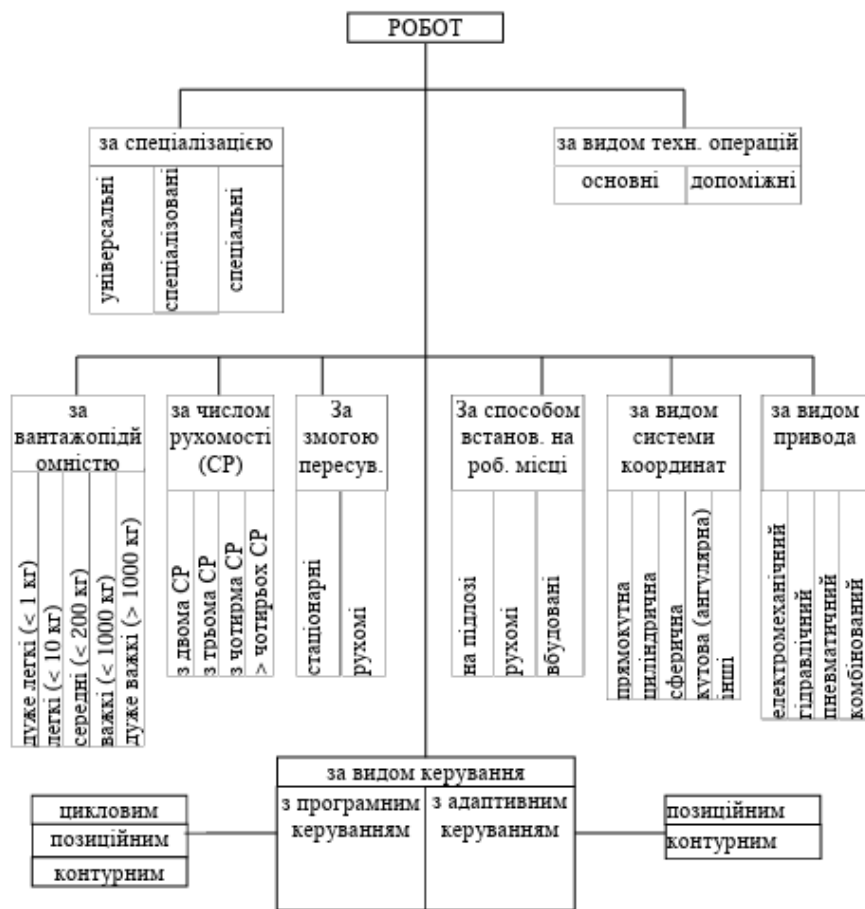 РОБОТ
за спеціалізацією
універсальні
спеціалізовані
спеціальні
за видом техн. операцій
основні
допоміжні
за
вантажопідй
омністю
дуже легкі (< 1 кг)
легкі (< 10 кг)
середні (< 200 кг)
важкі (< 1000 кг)
дуже важкі (> 1000 кг)
за числом
рухомості
(СР)
з двома СР
з трьома СР
з чотирма СР
> чотирьох СР
За
змогою
пересув.
стаціонарні
рухомі
За способом
встанов. на
роб. місці
на підлозі
рухомі
вбудовані
за видом
системи
координат
прямокутна
циліндрична
сферична
кутова (ангулярна)
інші
за видом
привода
електромеханічний
гідравлічний
пневматичний
комбінований
за видом керування
з програмним
керуванням
з адаптивним
керуванням
цикловим
позиційним
контурним
позиційним
контурним